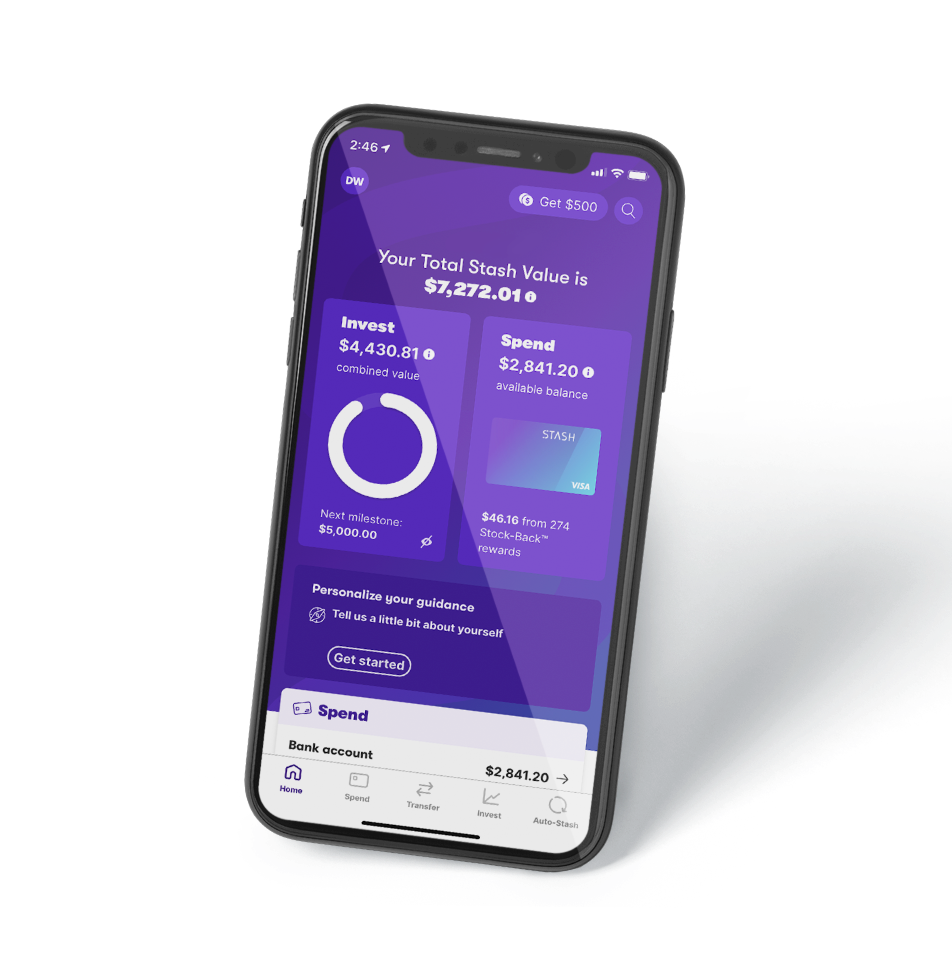 2:46
DW
Get $500
Your Total Stash Value is
$7,272.01
Invest
$4,430.81
combined value
Next milestone:
$5,000.00
Spend
$2,841.20
available balance
STASH
VISA
$46.16 from 274
Stock-Back™
rewards
Personalize your guidance
Tell us a little bit about yourself
Get started
Spend
Bank account
$2,841.20
Home
Spend
Transfer
Invest
Auto-Stash